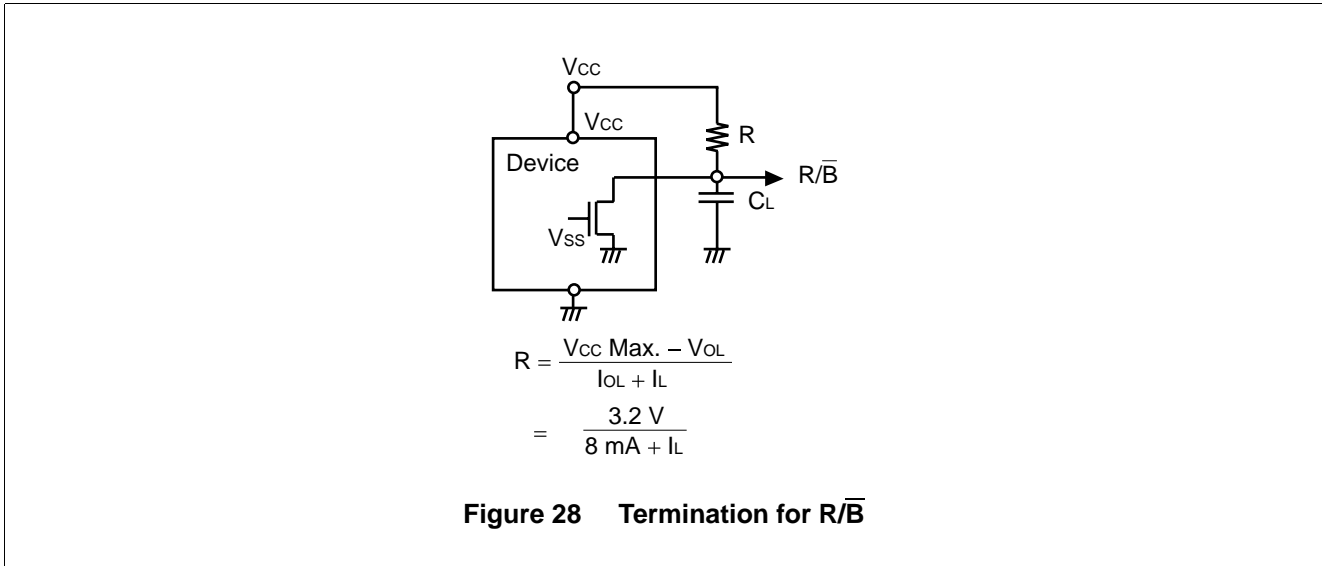 VCC
VCC
Device
R
R/B̅
CL
VSS
R = VCC Max. – VOL
IOL + IL
= 3.2 V
8 mA + IL
Figure 28 Termination for R/B̅